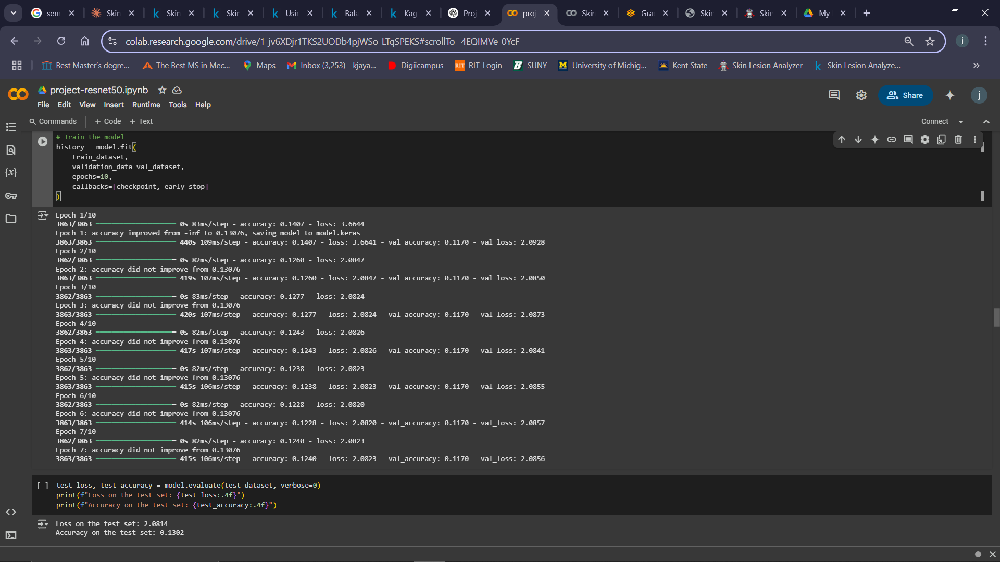 sem
Skin
Skin
Skin
Usin
Bala
Kag
Proj
proj
Skin
Gra
Skin
Skin
My
colab.research.google.com/drive/1_jv6XDjr1TKS2UODb4pjWSo-LTqSPEKS#scrollTo=4EQIMVe-0YcF
j
Best Master's degre...
The Best MS in Mec...
Maps
Inbox (3,253) - kjaya...
Digiicampus
RIT RIT_Login
SUNY
University of Michig...
Kent State
Skin Lesion Analyzer
Skin Lesion Analyze...
project-resnet50.ipynb
File Edit View Insert Runtime Tools Help
Share
j
Commands + Code + Text
Connect
# Train the model
history = model.fit(
train_dataset,
validation_data=val_dataset,
epochs=10,
callbacks=[checkpoint, early_stop]
)
Epoch 1/10
3863/3863 0s 83ms/step - accuracy: 0.1407 - loss: 3.6644
Epoch 1: accuracy improved from -inf to 0.13076, saving model to model.keras
3863/3863 440s 109ms/step - accuracy: 0.1407 - loss: 3.6641 - val_accuracy: 0.1170 - val_loss: 2.0928
Epoch 2/10
3862/3863 0s 82ms/step - accuracy: 0.1260 - loss: 2.0847
Epoch 2: accuracy did not improve from 0.13076
3863/3863 419s 107ms/step - accuracy: 0.1260 - loss: 2.0847 - val_accuracy: 0.1170 - val_loss: 2.0850
Epoch 3/10
3862/3863 0s 83ms/step - accuracy: 0.1277 - loss: 2.0824
Epoch 3: accuracy did not improve from 0.13076
3863/3863 420s 107ms/step - accuracy: 0.1277 - loss: 2.0824 - val_accuracy: 0.1170 - val_loss: 2.0873
Epoch 4/10
3862/3863 0s 82ms/step - accuracy: 0.1243 - loss: 2.0826
Epoch 4: accuracy did not improve from 0.13076
3863/3863 417s 107ms/step - accuracy: 0.1243 - loss: 2.0826 - val_accuracy: 0.1170 - val_loss: 2.0841
Epoch 5/10
3862/3863 0s 82ms/step - accuracy: 0.1238 - loss: 2.0823
Epoch 5: accuracy did not improve from 0.13076
3863/3863 415s 106ms/step - accuracy: 0.1238 - loss: 2.0823 - val_accuracy: 0.1170 - val_loss: 2.0855
Epoch 6/10
3862/3863 0s 82ms/step - accuracy: 0.1228 - loss: 2.0820
Epoch 6: accuracy did not improve from 0.13076
3863/3863 414s 106ms/step - accuracy: 0.1228 - loss: 2.0820 - val_accuracy: 0.1170 - val_loss: 2.0857
Epoch 7/10
3862/3863 0s 82ms/step - accuracy: 0.1240 - loss: 2.0823
Epoch 7: accuracy did not improve from 0.13076
3863/3863 415s 106ms/step - accuracy: 0.1240 - loss: 2.0823 - val_accuracy: 0.1170 - val_loss: 2.0856
[ ] test_loss, test_accuracy = model.evaluate(test_dataset, verbose=0)
print(f"Loss on the test set: {test_loss:.4f}")
print(f"Accuracy on the test set: {test_accuracy:.4f}")
Loss on the test set: 2.0814
Accuracy on the test set: 0.1302